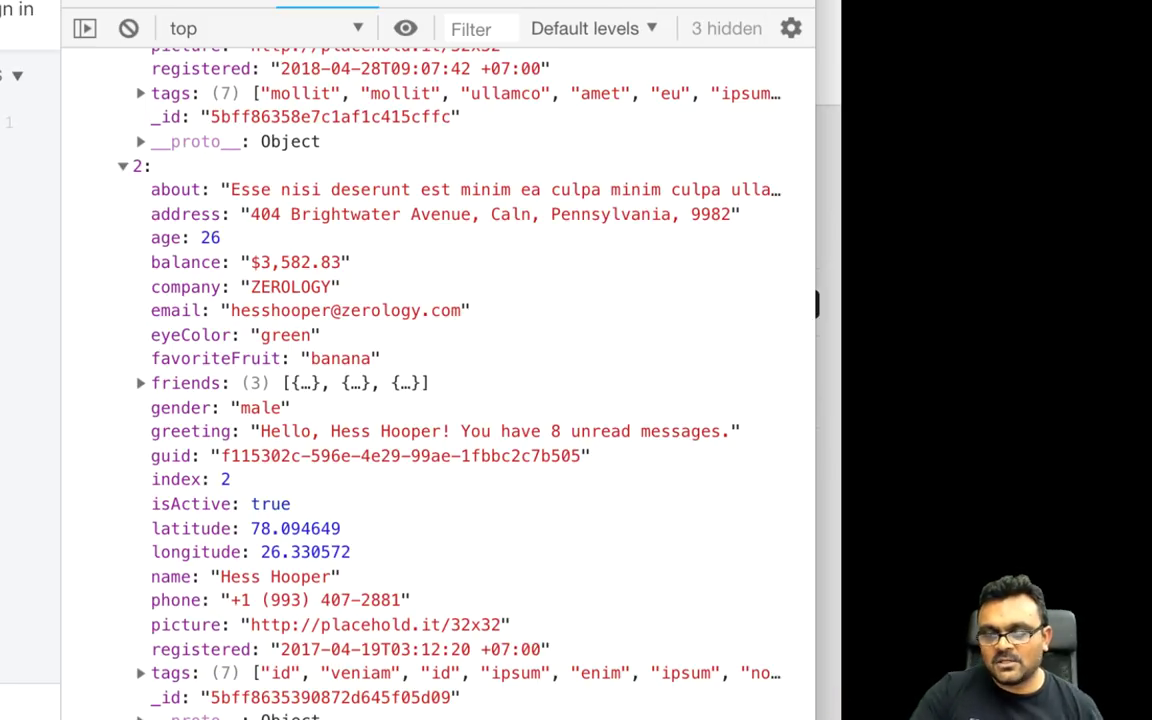 gn in
top ▼ Filter Default levels ▼ 3 hidden
picture: "http://placehold.it/32x32"
registered: "2018-04-28T09:07:42 +07:00"
▶ tags: (7) ["mollit", "mollit", "ullamco", "amet", "eu", "ipsum…
_id: "5bff86358e7c1af1c415cffc"
▶ __proto__: Object
▼ 2:
about: "Esse nisi deserunt est minim ea culpa minim culpa ulla…
address: "404 Brightwater Avenue, Caln, Pennsylvania, 9982"
age: 26
balance: "$3,582.83"
company: "ZEROLOGY"
email: "hesshooper@zerology.com"
eyeColor: "green"
favoriteFruit: "banana"
▶ friends: (3) [{…}, {…}, {…}]
gender: "male"
greeting: "Hello, Hess Hooper! You have 8 unread messages."
guid: "f115302c-596e-4e29-99ae-1fbbc2c7b505"
index: 2
isActive: true
latitude: 78.094649
longitude: 26.330572
name: "Hess Hooper"
phone: "+1 (993) 407-2881"
picture: "http://placehold.it/32x32"
registered: "2017-04-19T03:12:20 +07:00"
▶ tags: (7) ["id", "veniam", "id", "ipsum", "enim", "ipsum", "no…
_id: "5bff8635390872d645f05d09"
▶ __proto__: Object
S ▼
1